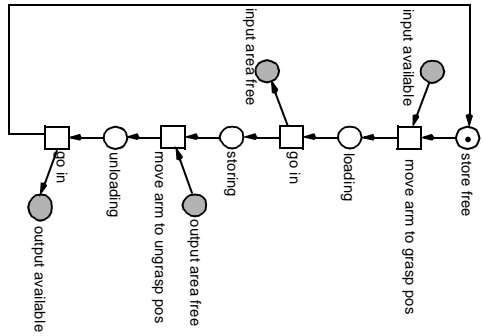 store free
input available
move arm to grasp pos
loading
input area free
go in
storing
output area free
move arm to ungrasp pos
unloading
go in
output available